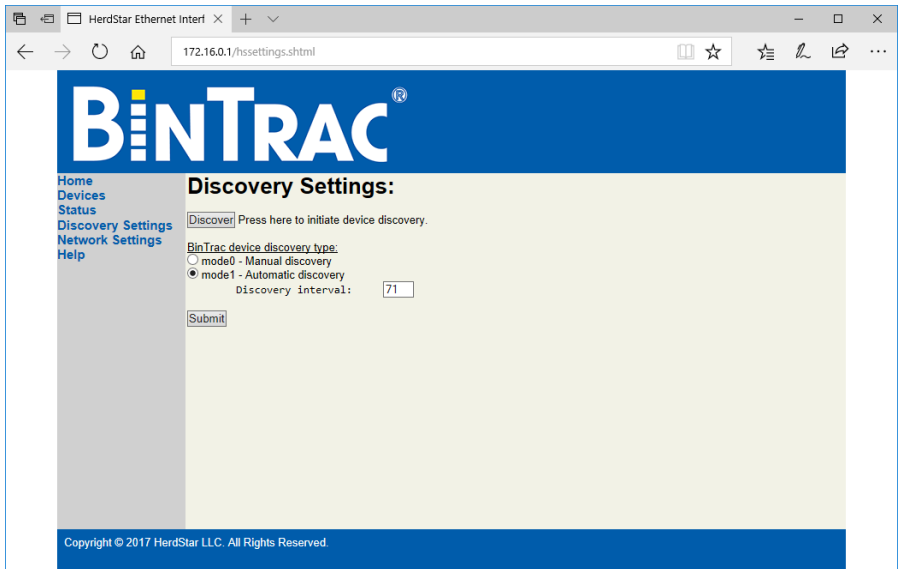 HerdStar Ethernet Interf
172.16.0.1/hssettings.shtml
BINTRAC®
Home
Devices
Status
Discovery Settings
Network Settings
Help
Discovery Settings:
Discover Press here to initiate device discovery.
BinTrac device discovery type:
mode0 - Manual discovery
mode1 - Automatic discovery
Discovery interval: 71
Submit
Copyright © 2017 HerdStar LLC. All Rights Reserved.